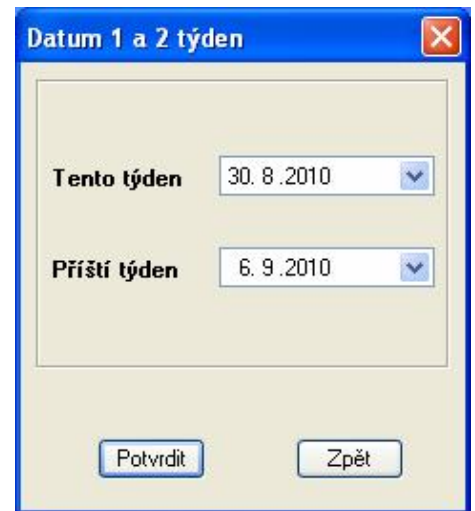 Datum 1 a 2 týden
Tento týden 30. 8 .2010
Příští týden 6. 9 .2010
Potvrdit Zpět